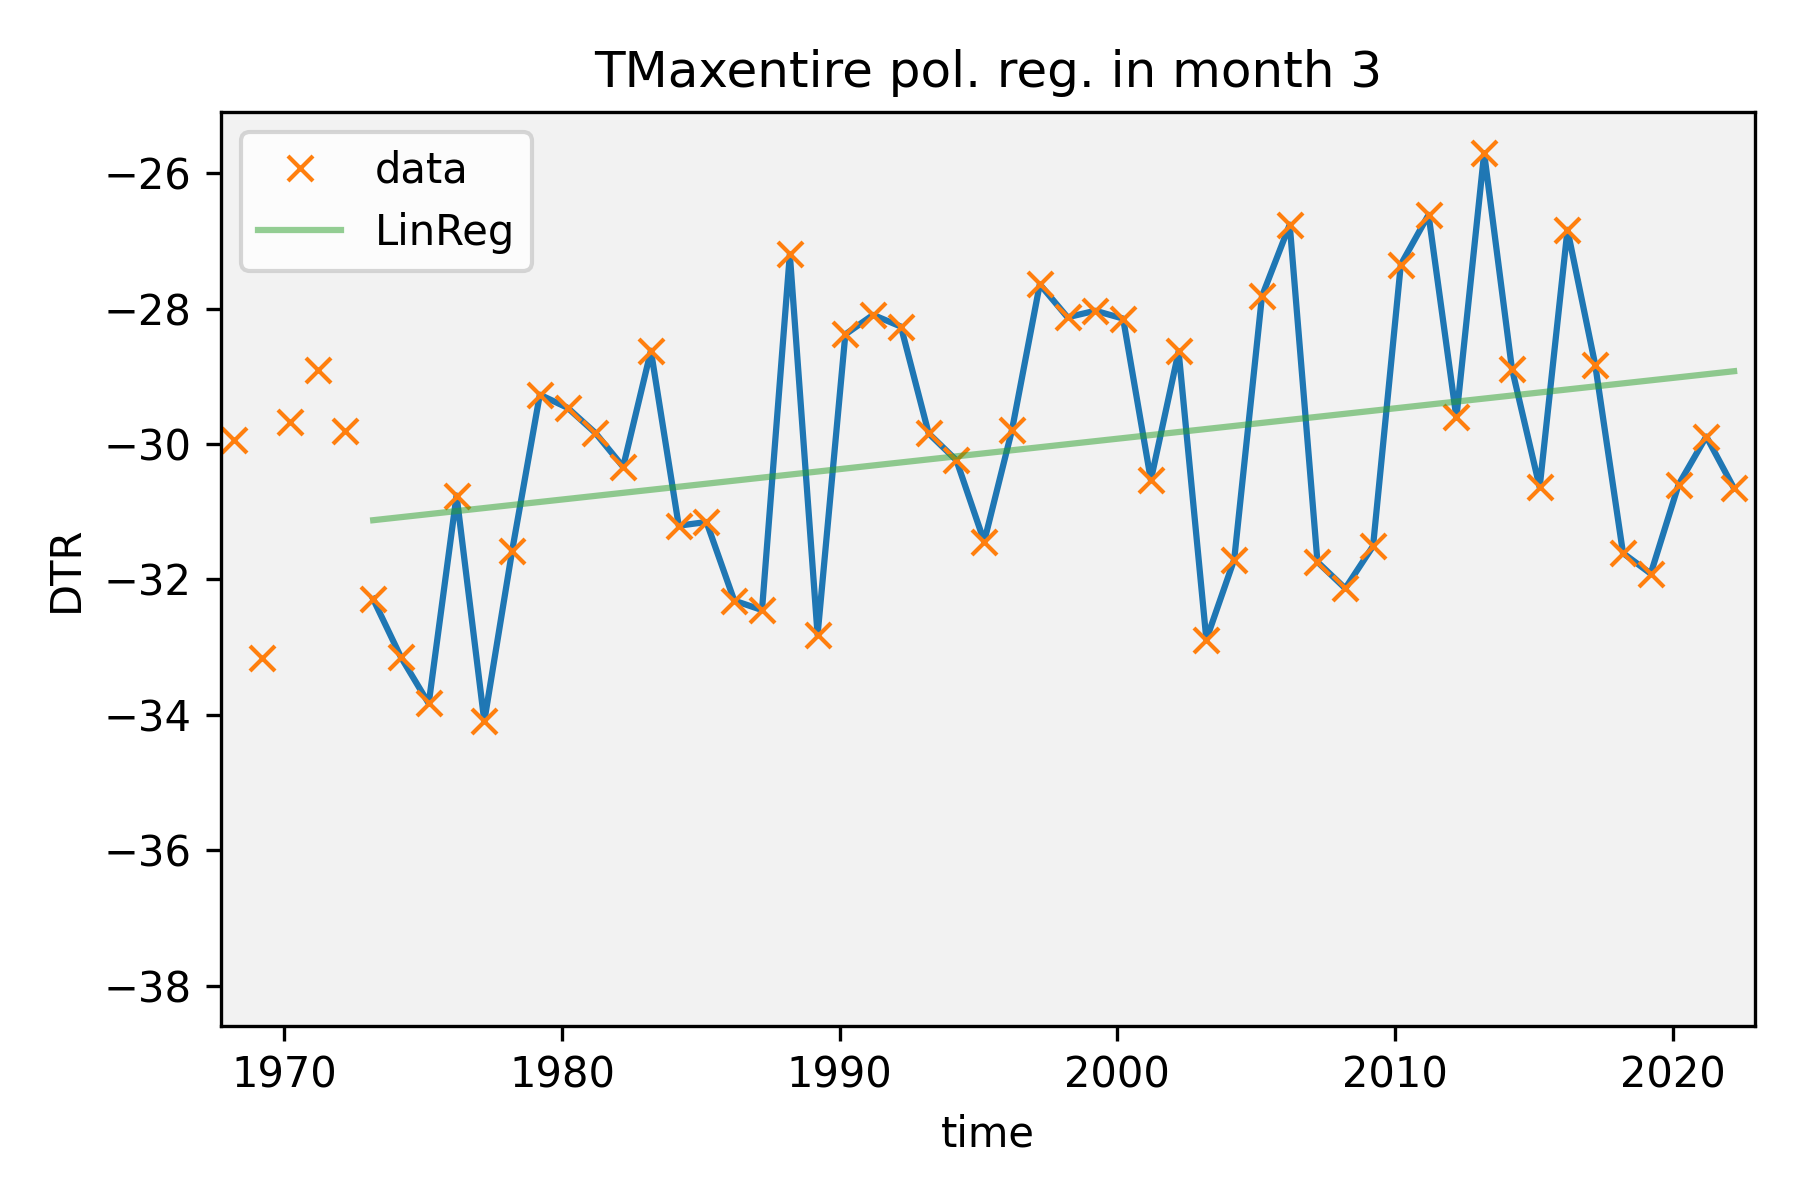 TMaxentire pol. reg. in month 3
data
LinReg
DTR
−26
−28
−30
−32
−34
−36
−38
1970 1980 1990 2000 2010 2020
time